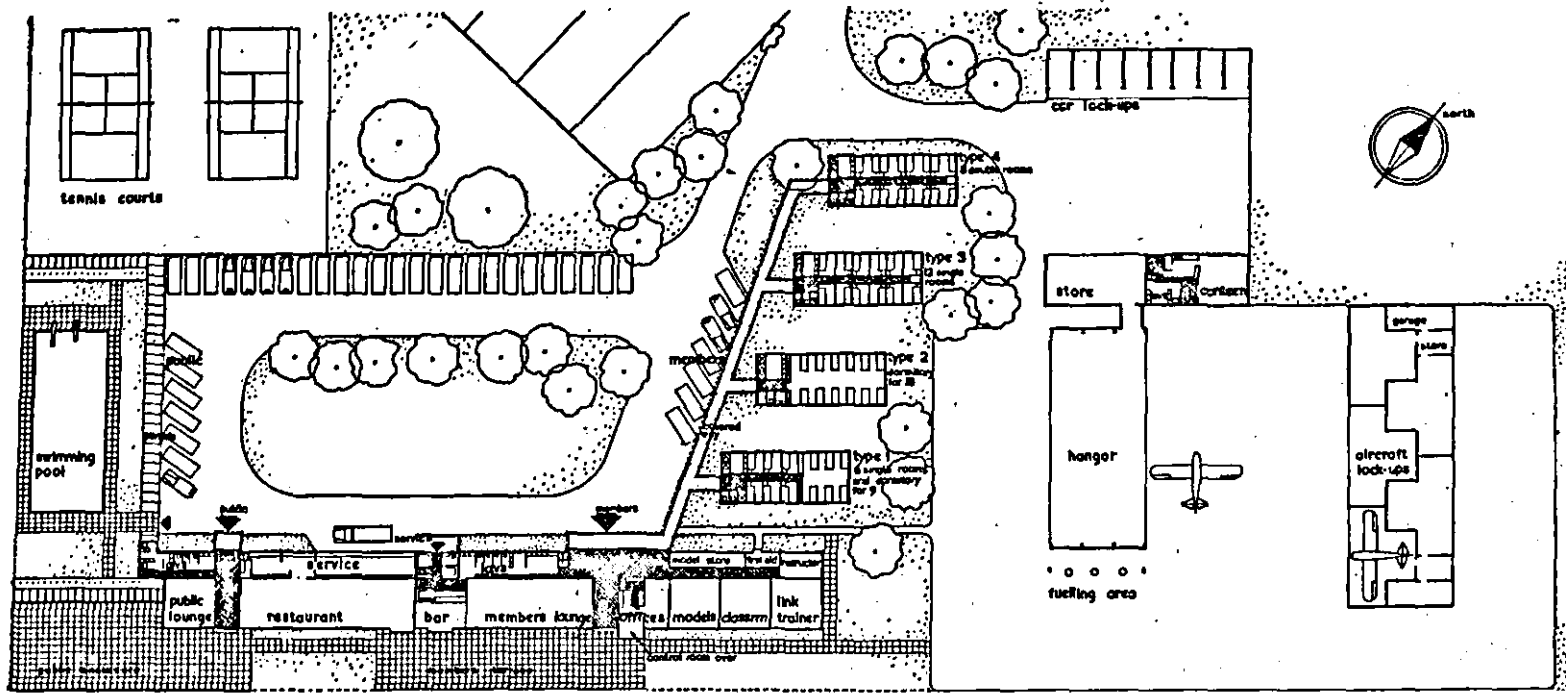 tennis courts
car lock-ups
north
type 4
type 3
12 single
rooms
store
canteen
garage
store
public
members
type 2
dormitory
for 18
swimming
pool
type 1
6 single rooms
and dormitory
for 9
hangar
aircraft
lock-ups
public
service
members
service
model store
first aid
instructor
fuelling area
public
lounge
restaurant
bar
members lounge
offices
models
classrm
link
trainer
control room over